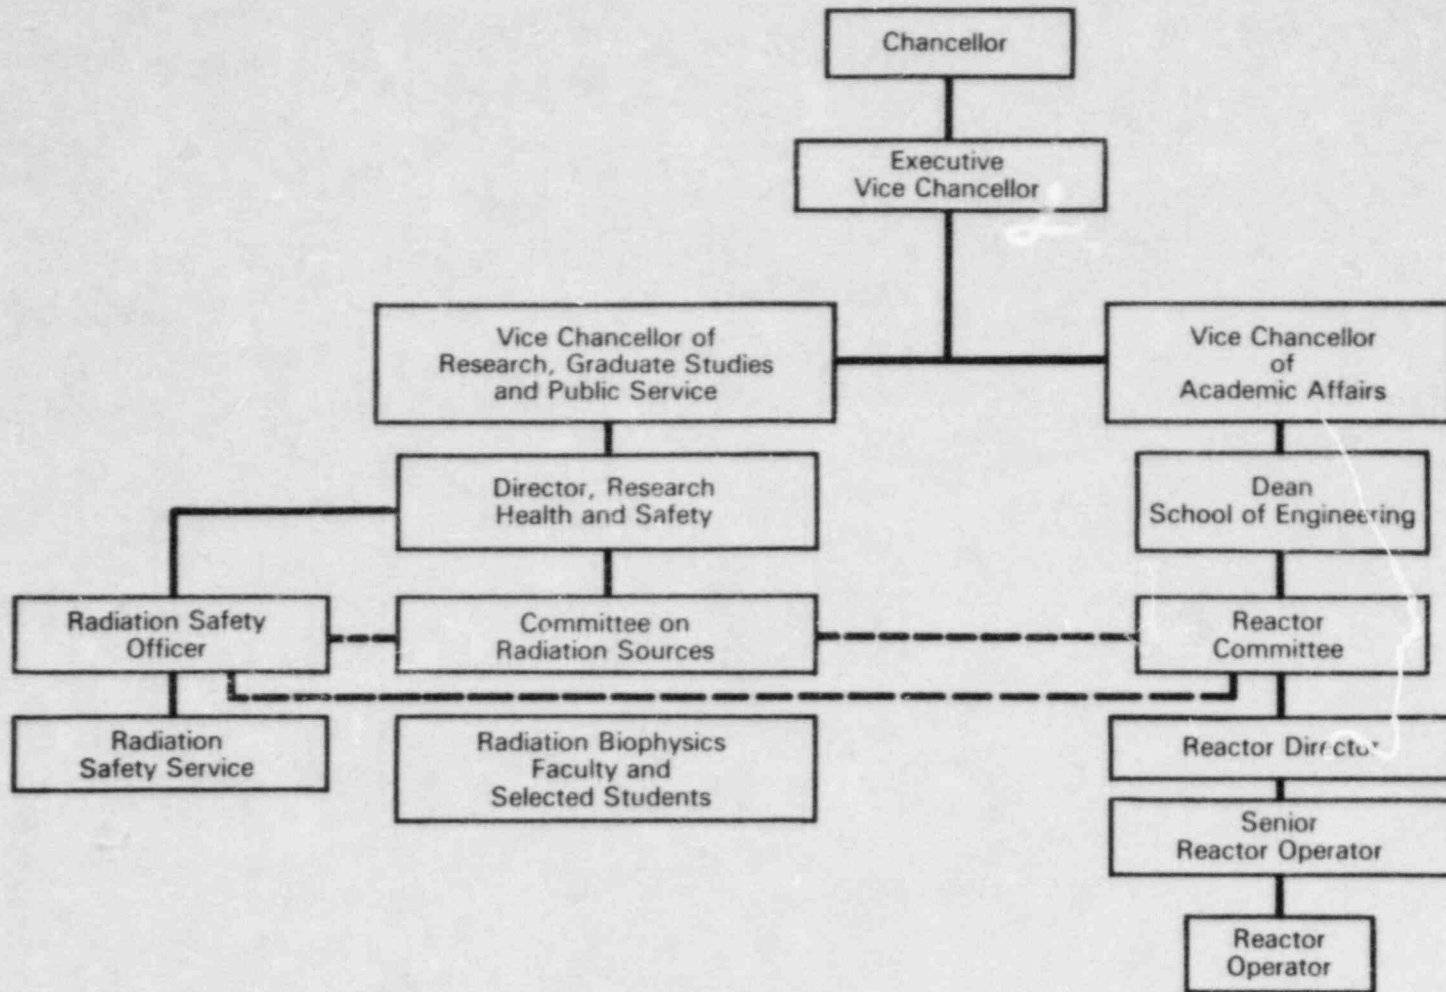 Chancellor
Executive
Vice Chancellor
Vice Chancellor of
Research, Graduate Studies
and Public Service
Vice Chancellor
of
Academic Affairs
Director, Research
Health and Safety
Dean
School of Engineering
Radiation Safety
Officer
Committee on
Radiation Sources
Reactor
Committee
Radiation
Safety Service
Radiation Biophysics
Faculty and
Selected Students
Reactor Director
Senior
Reactor Operator
Reactor
Operator